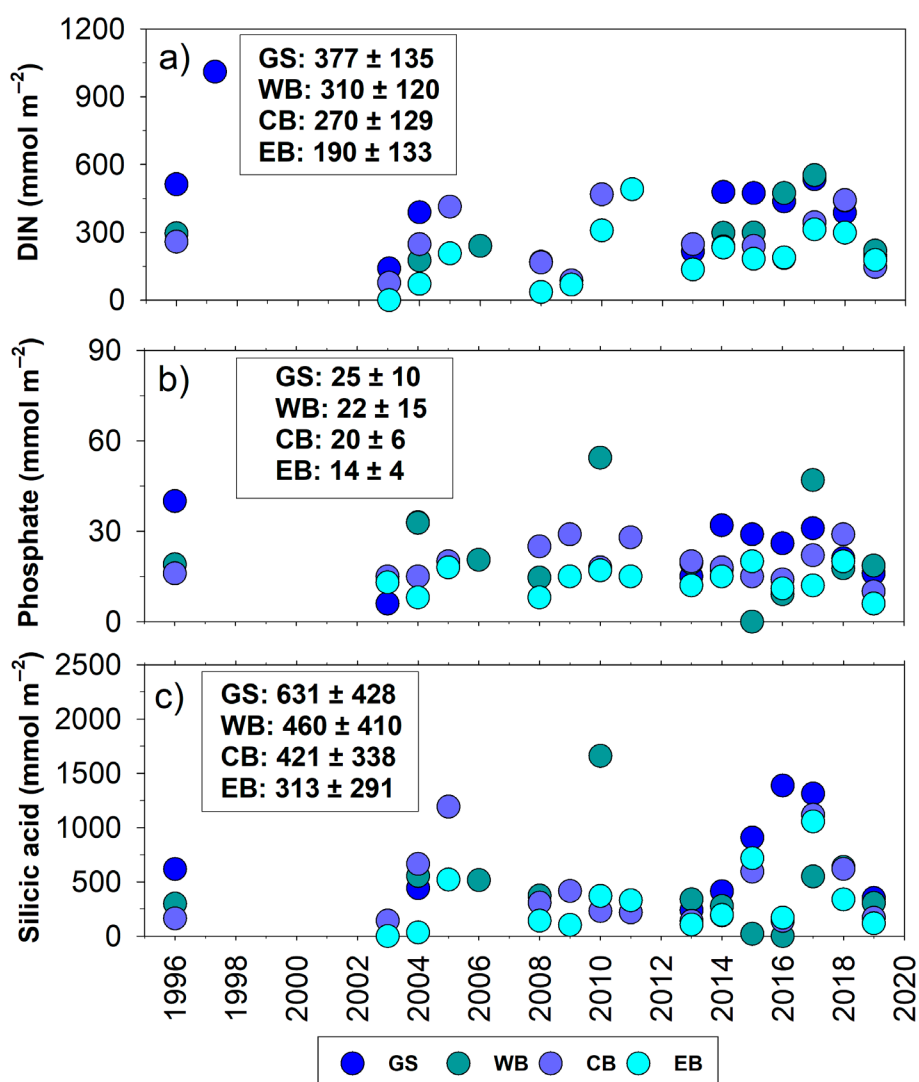 1200
900
600
300
0
DIN (mmol m⁻²)
a)
GS: 377 ± 135
WB: 310 ± 120
CB: 270 ± 129
EB: 190 ± 133
90
60
30
0
Phosphate (mmol m⁻²)
b)
GS: 25 ± 10
WB: 22 ± 15
CB: 20 ± 6
EB: 14 ± 4
2500
2000
1500
1000
500
0
Silicic acid (mmol m⁻²)
c)
GS: 631 ± 428
WB: 460 ± 410
CB: 421 ± 338
EB: 313 ± 291
1996
1998
2000
2002
2004
2006
2008
2010
2012
2014
2016
2018
2020
GS WB CB EB